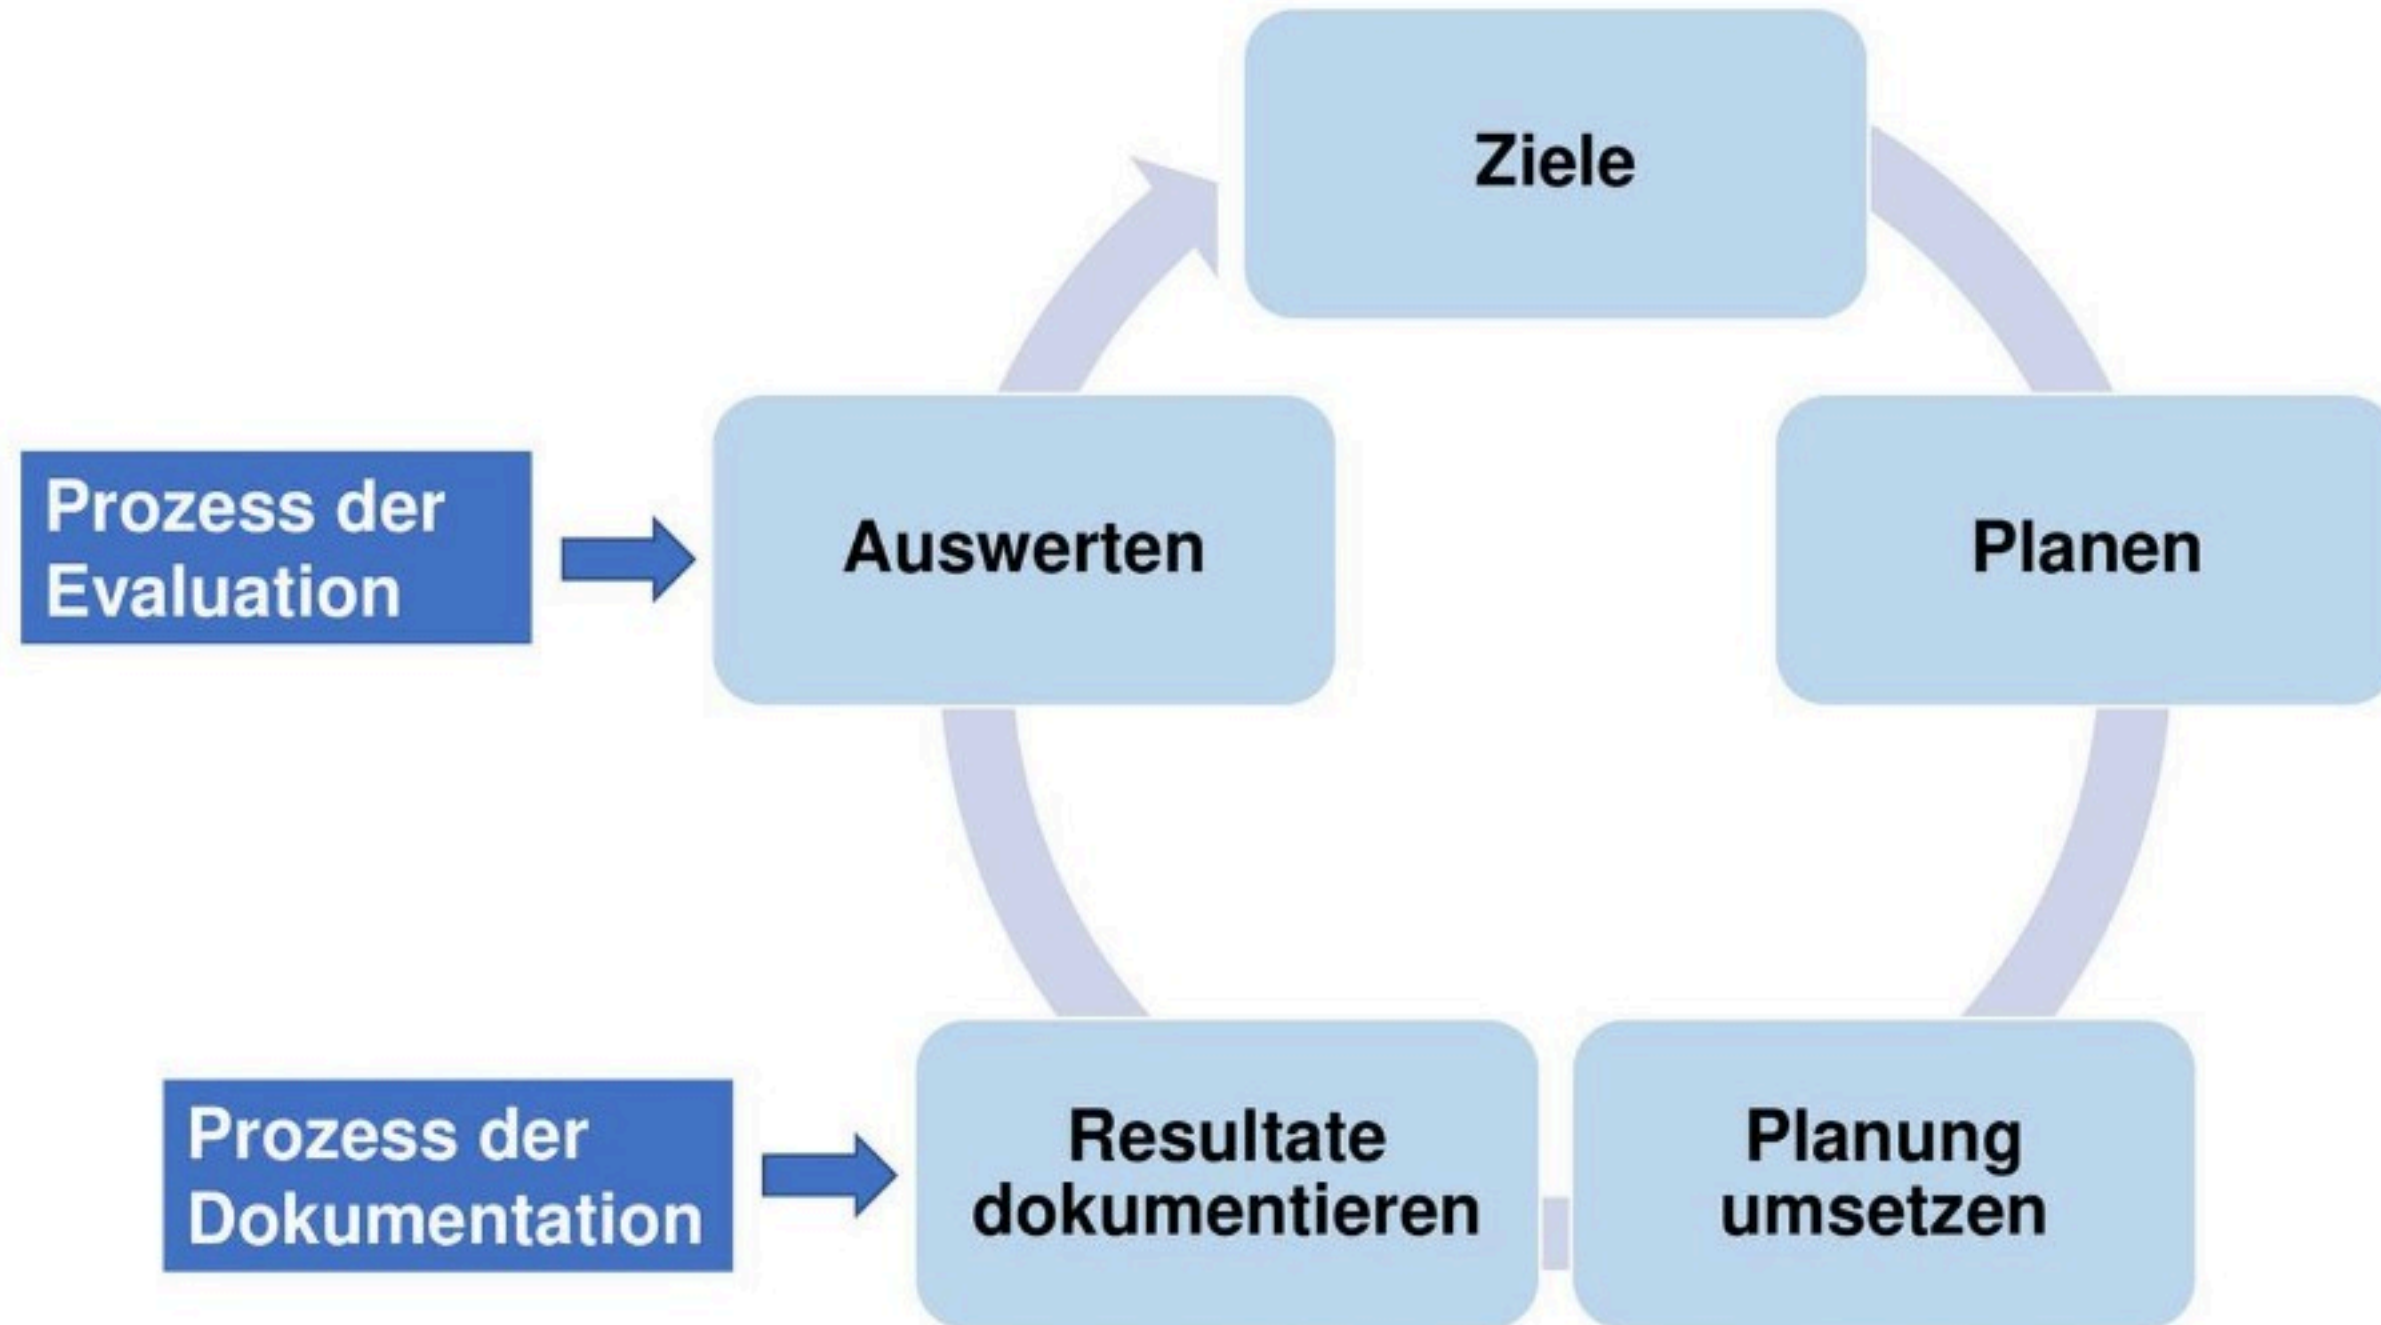 Ziele
Prozess der
Evaluation
Auswerten
Planen
Prozess der
Dokumentation
Resultate
dokumentieren
Planung
umsetzen